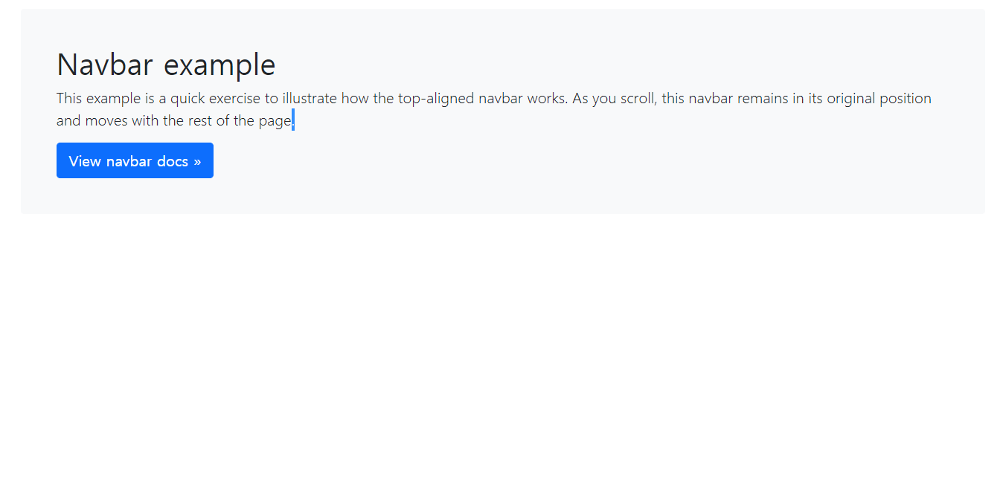 Navbar example
This example is a quick exercise to illustrate how the top-aligned navbar works. As you scroll, this navbar remains in its original position
and moves with the rest of the page.
View navbar docs »